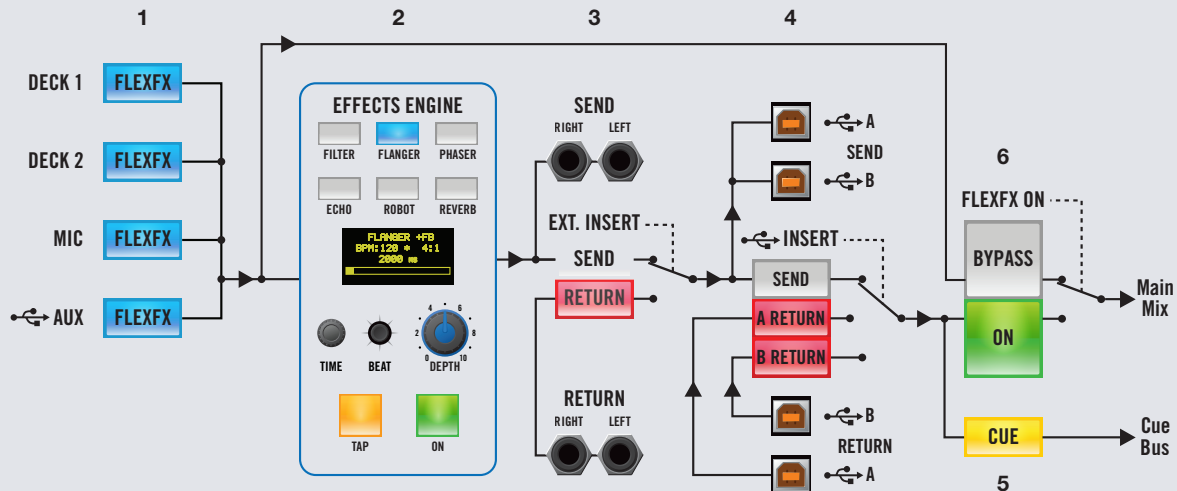 1
2
3
4
DECK 1
FLEXFX
DECK 2
FLEXFX
MIC
FLEXFX
AUX
FLEXFX
EFFECTS ENGINE
FILTER
FLANGER
PHASER
ECHO
ROBOT
REVERB
FLANGER +FB
BPM:120 * 4:1
2000 MS
TIME
BEAT
0
2
4
6
8
10
DEPTH
TAP
ON
SEND
RIGHT
LEFT
EXT. INSERT
SEND
RETURN
RETURN
RIGHT
LEFT
A
SEND
B
INSERT
SEND
A RETURN
B RETURN
B
RETURN
A
6
FLEXFX ON
BYPASS
ON
Main
Mix
CUE
Cue
Bus
5